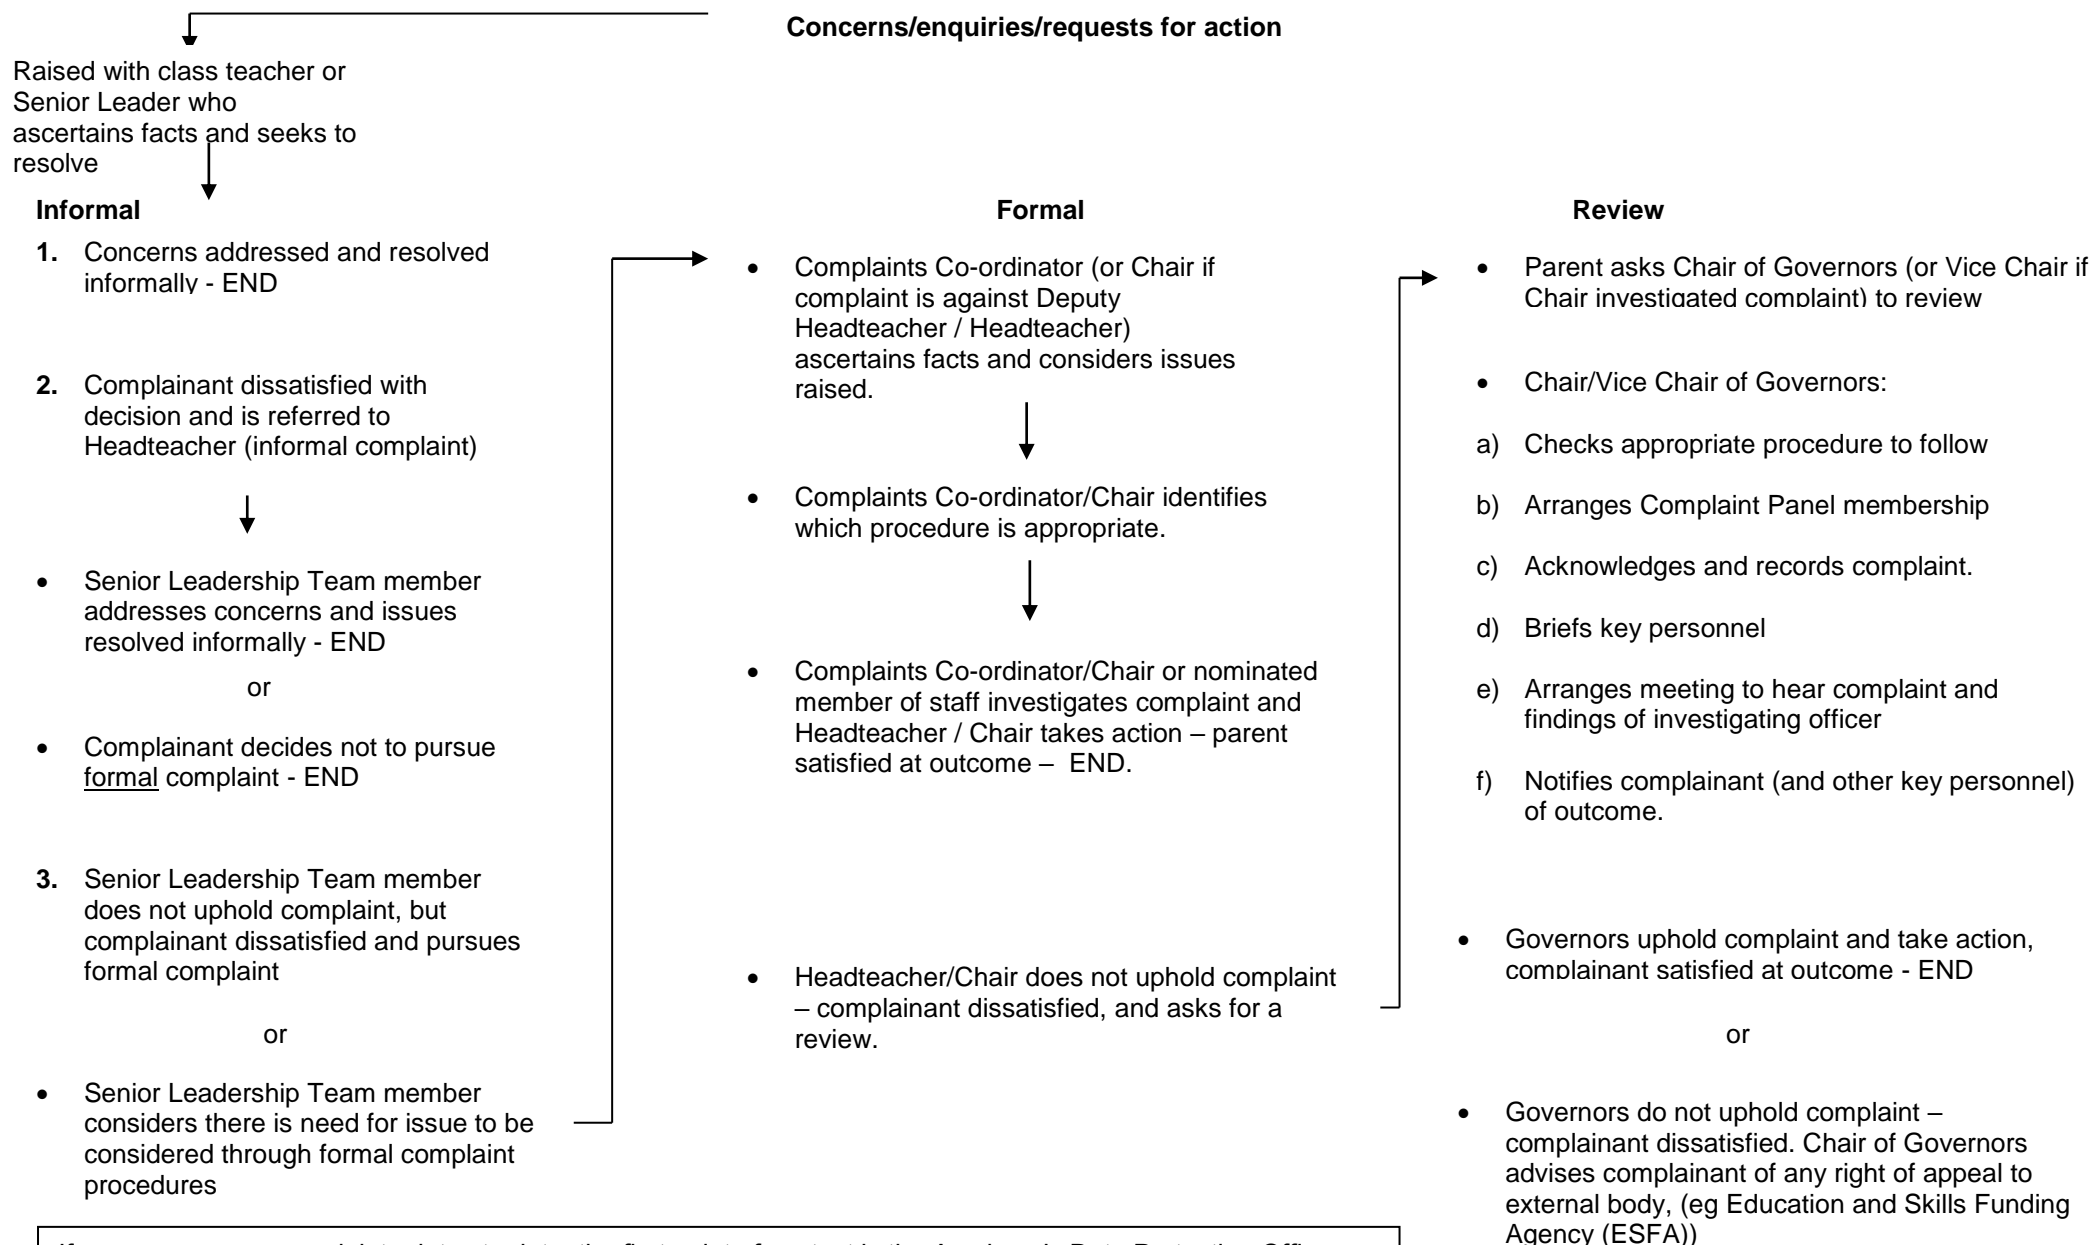 Concerns/enquiries/requests for action
Raised with class teacher or
Senior Leader who
ascertains facts and seeks to
resolve
Informal
1. Concerns addressed and resolved
informally - END
2. Complainant dissatisfied with
decision and is referred to
Headteacher (informal complaint)
• Senior Leadership Team member
addresses concerns and issues
resolved informally - END
or
• Complainant decides not to pursue
formal complaint - END
3. Senior Leadership Team member
does not uphold complaint, but
complainant dissatisfied and pursues
formal complaint
or
• Senior Leadership Team member
considers there is need for issue to be
considered through formal complaint
procedures
Formal
• Complaints Co-ordinator (or Chair if
complaint is against Deputy
Headteacher / Headteacher)
ascertains facts and considers issues
raised.
• Complaints Co-ordinator/Chair identifies
which procedure is appropriate.
• Complaints Co-ordinator/Chair or nominated
member of staff investigates complaint and
Headteacher / Chair takes action – parent
satisfied at outcome – END.
• Headteacher/Chair does not uphold complaint
– complainant dissatisfied, and asks for a
review.
Review
• Parent asks Chair of Governors (or Vice Chair if
Chair investigated complaint) to review
• Chair/Vice Chair of Governors:
a) Checks appropriate procedure to follow
b) Arranges Complaint Panel membership
c) Acknowledges and records complaint.
d) Briefs key personnel
e) Arranges meeting to hear complaint and
findings of investigating officer
f) Notifies complainant (and other key personnel)
of outcome.
• Governors uphold complaint and take action,
complainant satisfied at outcome - END
or
• Governors do not uphold complaint –
complainant dissatisfied. Chair of Governors
advises complainant of any right of appeal to
external body, (eg Education and Skills Funding
Agency (ESFA))